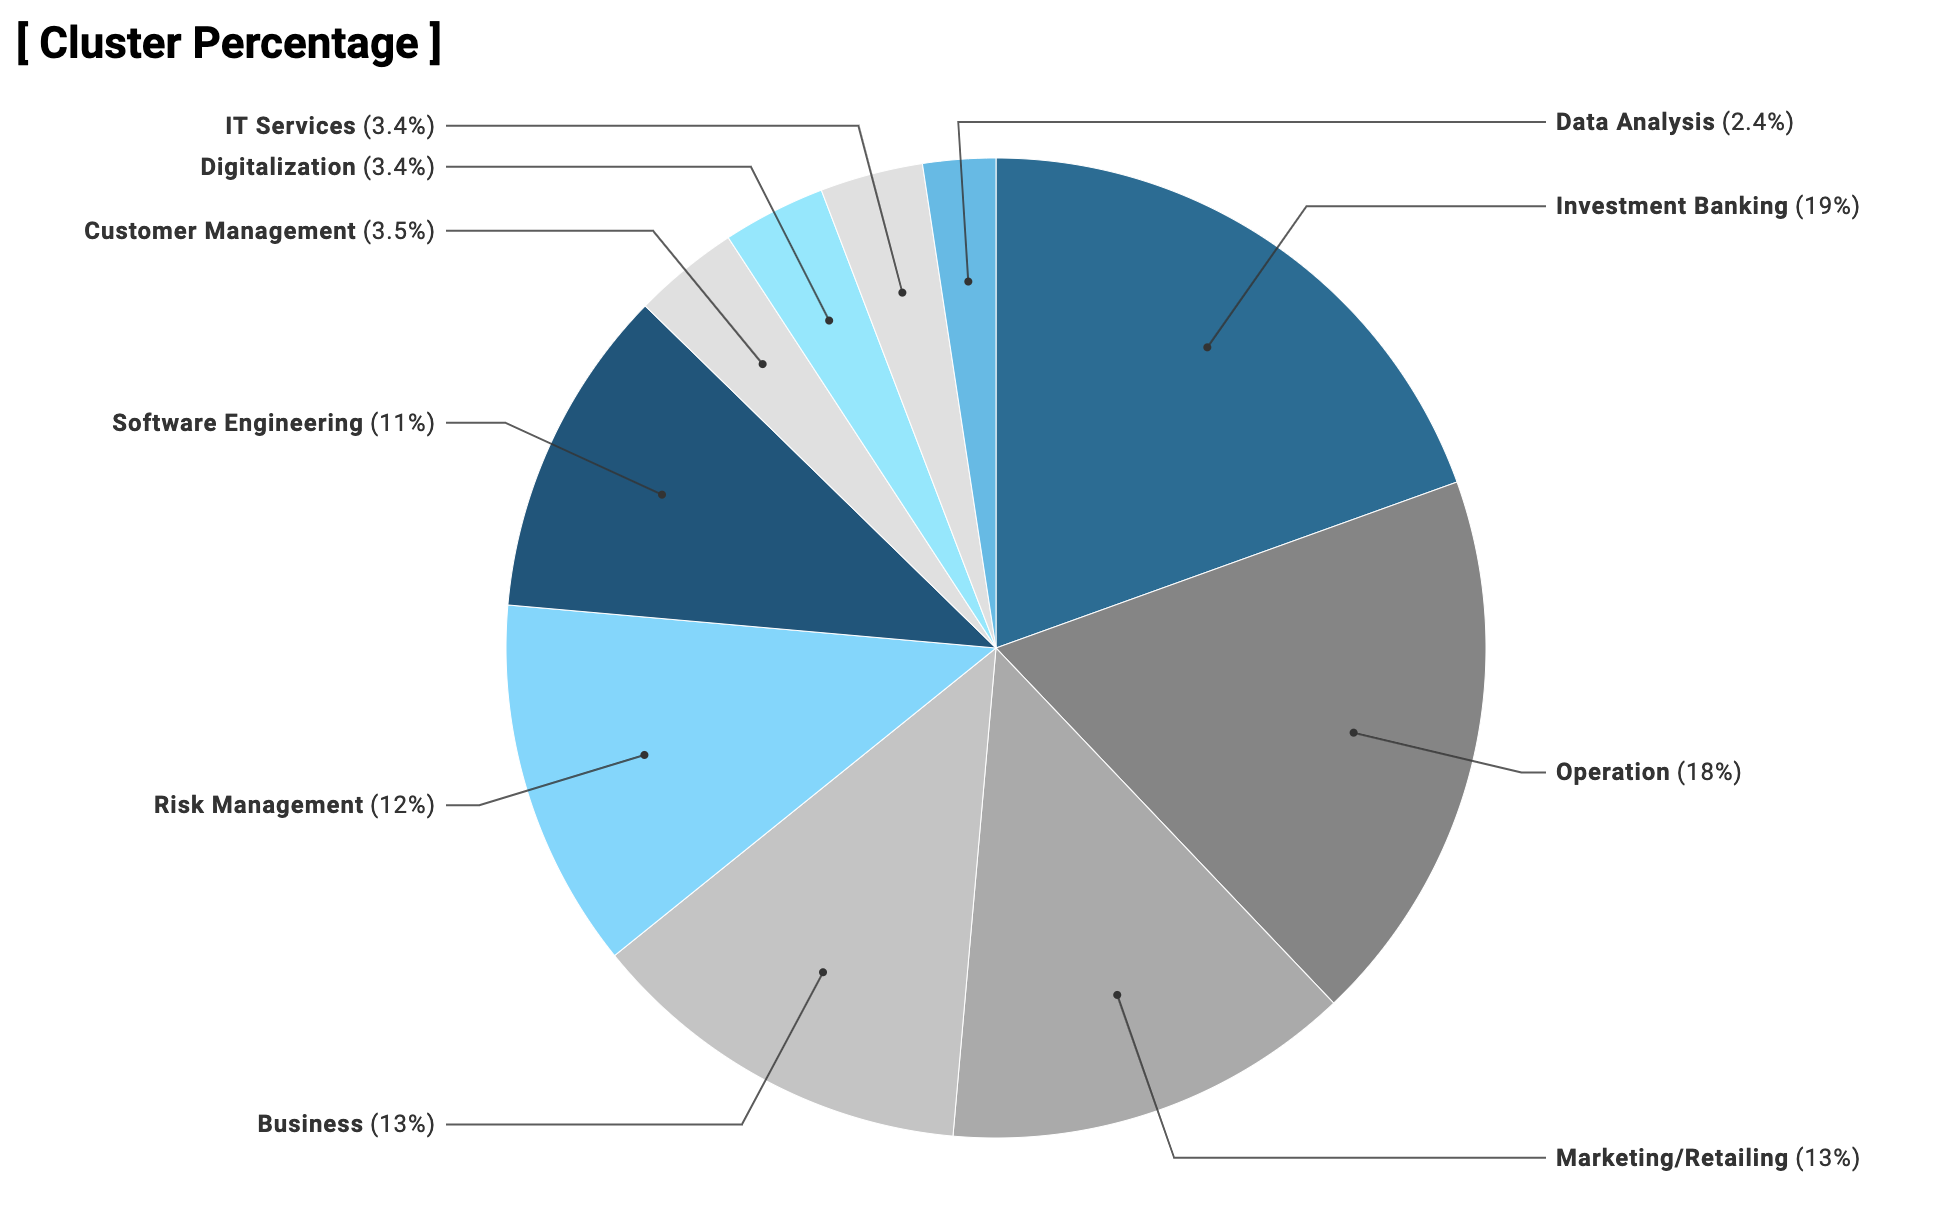 [ Cluster Percentage ]
IT Services (3.4%)
Digitalization (3.4%)
Customer Management (3.5%)
Software Engineering (11%)
Risk Management (12%)
Business (13%)
Data Analysis (2.4%)
Investment Banking (19%)
Operation (18%)
Marketing/Retailing (13%)